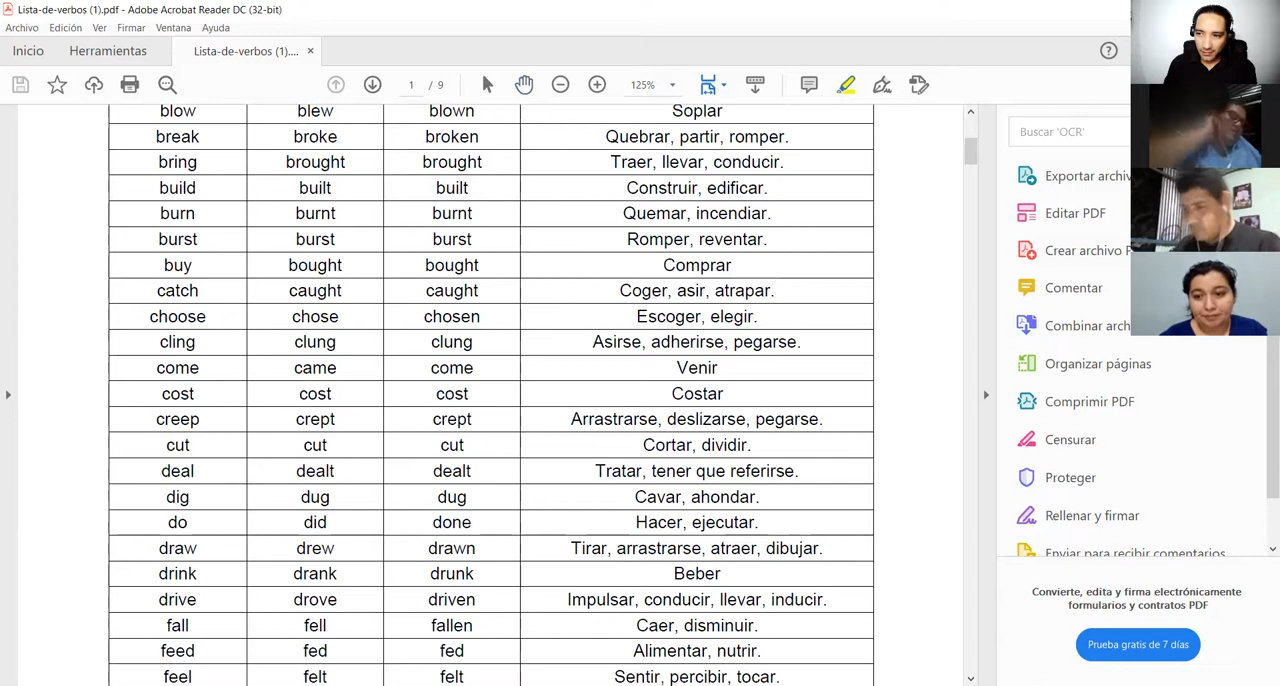 Lista-de-verbos (1).pdf - Adobe Acrobat Reader DC (32-bit)
Archivo Edición Ver Firmar Ventana Ayuda
Inicio Herramientas Lista-de-verbos (1).... ×
1 / 9 125%
blow blew blown Soplar
break broke broken Quebrar, partir, romper.
bring brought brought Traer, llevar, conducir.
build built built Construir, edificar.
burn burnt burnt Quemar, incendiar.
burst burst burst Romper, reventar.
buy bought bought Comprar
catch caught caught Coger, asir, atrapar.
choose chose chosen Escoger, elegir.
cling clung clung Asirse, adherirse, pegarse.
come came come Venir
cost cost cost Costar
creep crept crept Arrastrarse, deslizarse, pegarse.
cut cut cut Cortar, dividir.
deal dealt dealt Tratar, tener que referirse.
dig dug dug Cavar, ahondar.
do did done Hacer, ejecutar.
draw drew drawn Tirar, arrastrarse, atraer, dibujar.
drink drank drunk Beber
drive drove driven Impulsar, conducir, llevar, inducir.
fall fell fallen Caer, disminuir.
feed fed fed Alimentar, nutrir.
feel felt felt Sentir, percibir, tocar.
Buscar 'OCR'
Exportar archiv
Editar PDF
Crear archivo P
Comentar
Combinar arch
Organizar páginas
Comprimir PDF
Censurar
Proteger
Rellenar y firmar
Enviar para recibir comentarios
Convierte, edita y firma electrónicamente
formularios y contratos PDF
Prueba gratis de 7 días